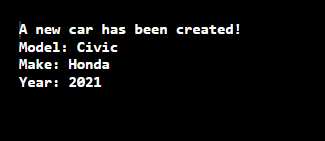 A new car has been created!
Model: Civic
Make: Honda
Year: 2021